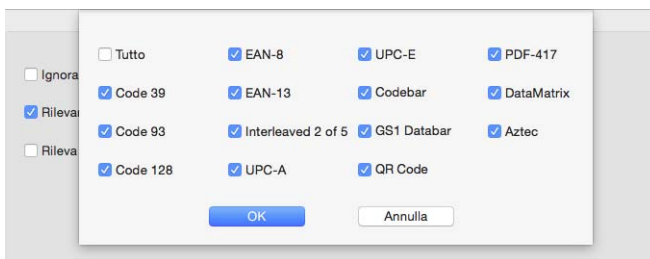 Tutto EAN-8 UPC-E PDF-417
Ignora
Code 39 EAN-13 Codebar DataMatrix
Rileva
Code 93 Interleaved 2 of 5 GS1 Databar Aztec
Rileva
Code 128 UPC-A QR Code
OK Annulla